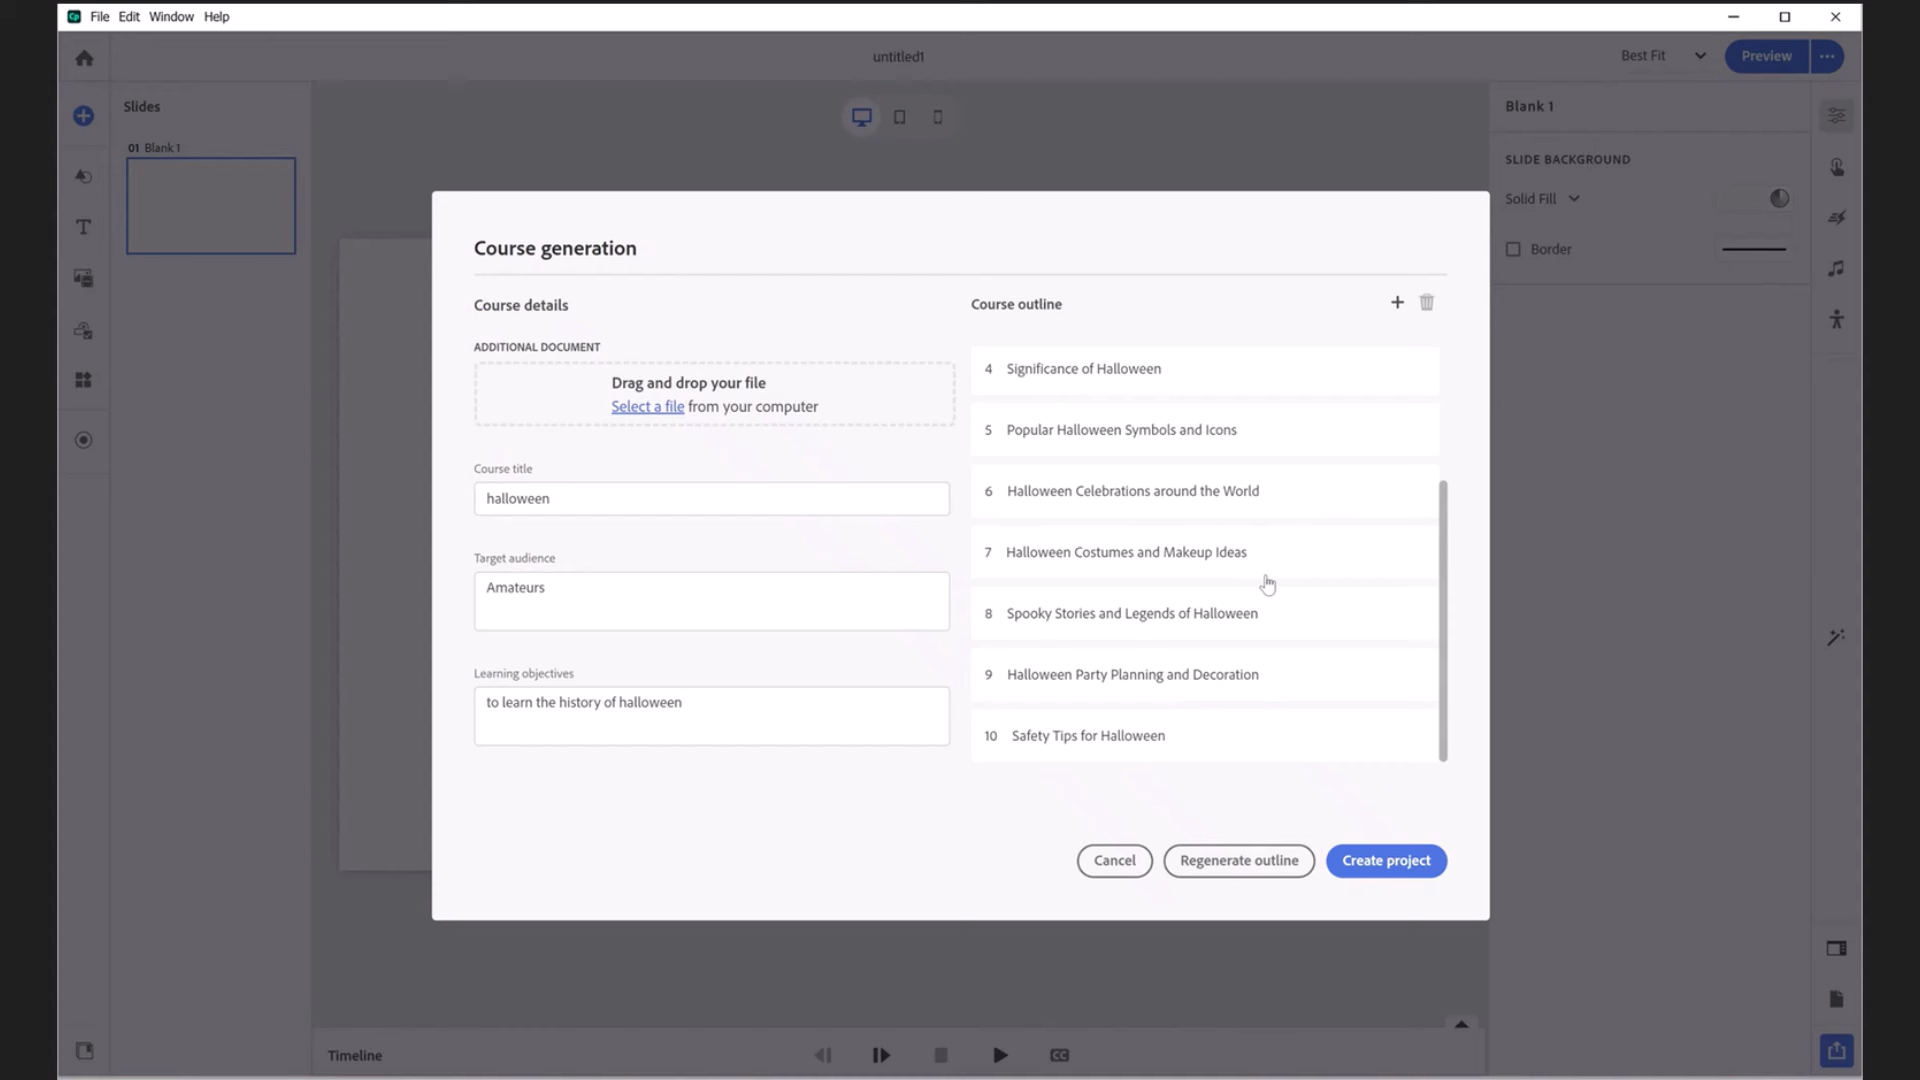 Cp File Edit Window Help
untitled1
Best Fit
Preview
Slides
01 Blank 1
Blank 1
SLIDE BACKGROUND
Solid Fill
Border
Course generation
Course details
ADDITIONAL DOCUMENT
Drag and drop your file
Select a file from your computer
Course title
halloween
Target audience
Amateurs
Learning objectives
to learn the history of halloween
Course outline
4 Significance of Halloween
5 Popular Halloween Symbols and Icons
6 Halloween Celebrations around the World
7 Halloween Costumes and Makeup Ideas
8 Spooky Stories and Legends of Halloween
9 Halloween Party Planning and Decoration
10 Safety Tips for Halloween
Cancel
Regenerate outline
Create project
Timeline
CC